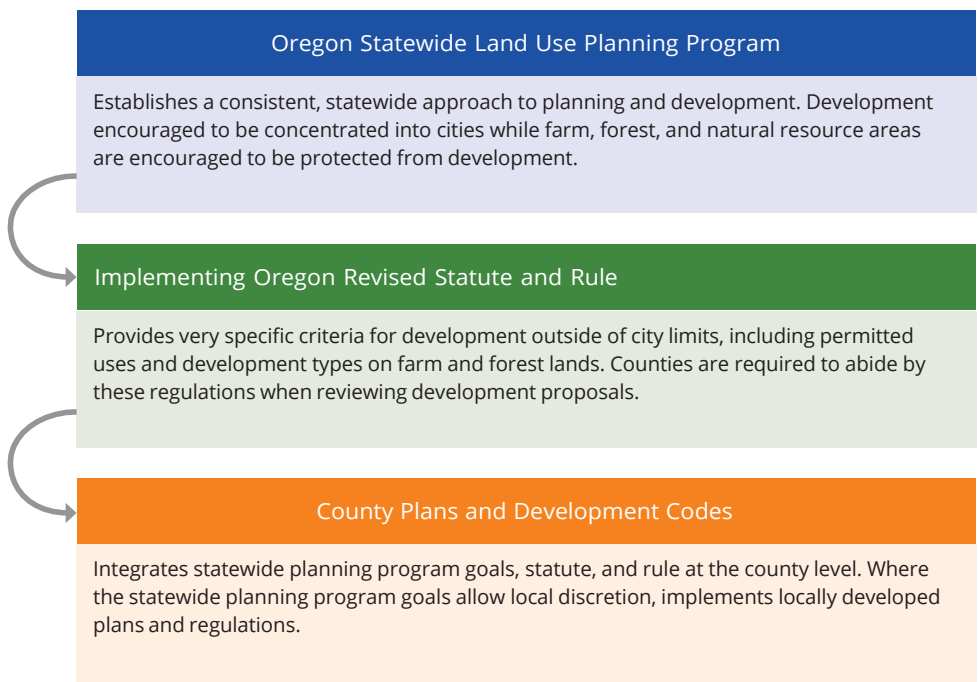 Oregon Statewide Land Use Planning Program
Establishes a consistent, statewide approach to planning and development. Development
encouraged to be concentrated into cities while farm, forest, and natural resource areas
are encouraged to be protected from development.
Implementing Oregon Revised Statute and Rule
Provides very specific criteria for development outside of city limits, including permitted
uses and development types on farm and forest lands. Counties are required to abide by
these regulations when reviewing development proposals.
County Plans and Development Codes
Integrates statewide planning program goals, statute, and rule at the county level. Where
the statewide planning program goals allow local discretion, implements locally developed
plans and regulations.